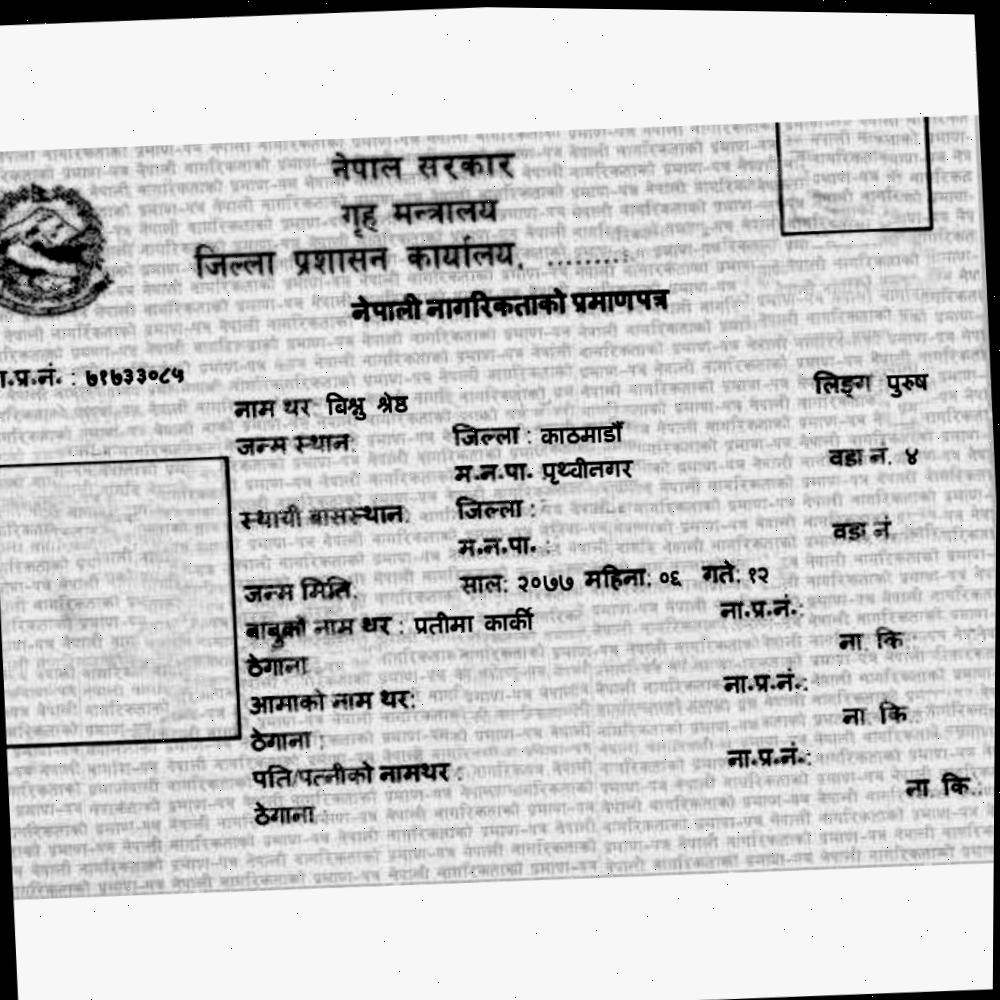 नेपाल सरकार
गृह मन्त्रालय
जिल्ला प्रशासन कार्यालय, .........
नेपाली नागरिकताको प्रमाणपत्र
ा.प्र.नं. : ७१७३३०८५
लिङ्ग पुरुष
नाम थर बिश्नु श्रेष्ठ
जन्म स्थान: जिल्ला : काठमाडौं
म.न.पा. पृथ्वीनगर वडा नं. ४
स्थायी बासस्थान: जिल्ला :
म.न.पा. : वडा नं
जन्म मिति: साल: २०७७ महिना: ०६ गते: १२
बाबुको नाम थर : प्रतीमा कार्की ना.प्र.नं.:
ठेगाना ना. कि :
आमाको नाम थर: ना.प्र.नं.:
ठेगाना : ना. कि.:
पति/पत्नीको नामथर : ना.प्र.नं.:
ठेगाना : ना. कि.: